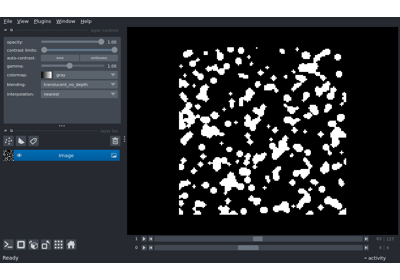 File View Plugins Window Help
opacity: 1.00
contrast limits:
auto-contrast: once continuous
gamma: 1.00
colormap: gray
blending: translucent_no_depth
interpolation: nearest
Image
1
0
Ready
activity